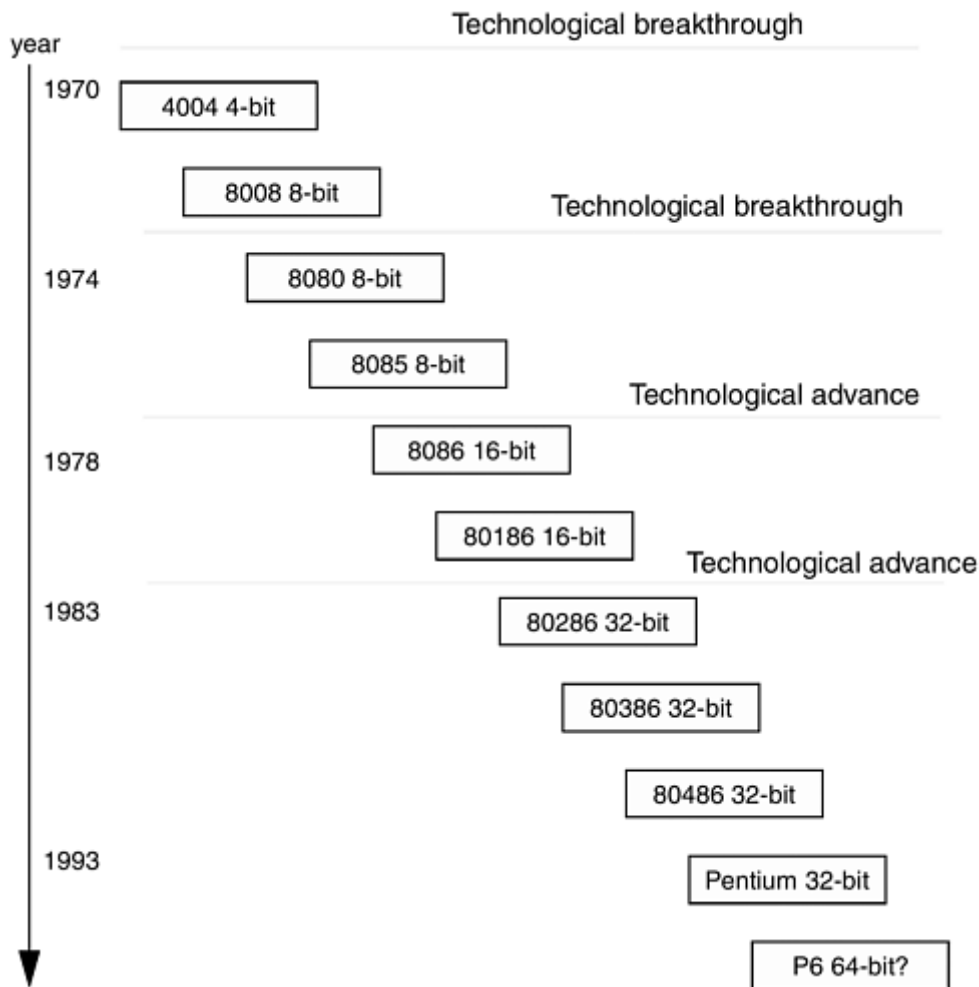 Technological breakthrough
year
1970
4004 4-bit
8008 8-bit
Technological breakthrough
1974
8080 8-bit
8085 8-bit
Technological advance
1978
8086 16-bit
80186 16-bit
Technological advance
1983
80286 32-bit
80386 32-bit
80486 32-bit
1993
Pentium 32-bit
P6 64-bit?